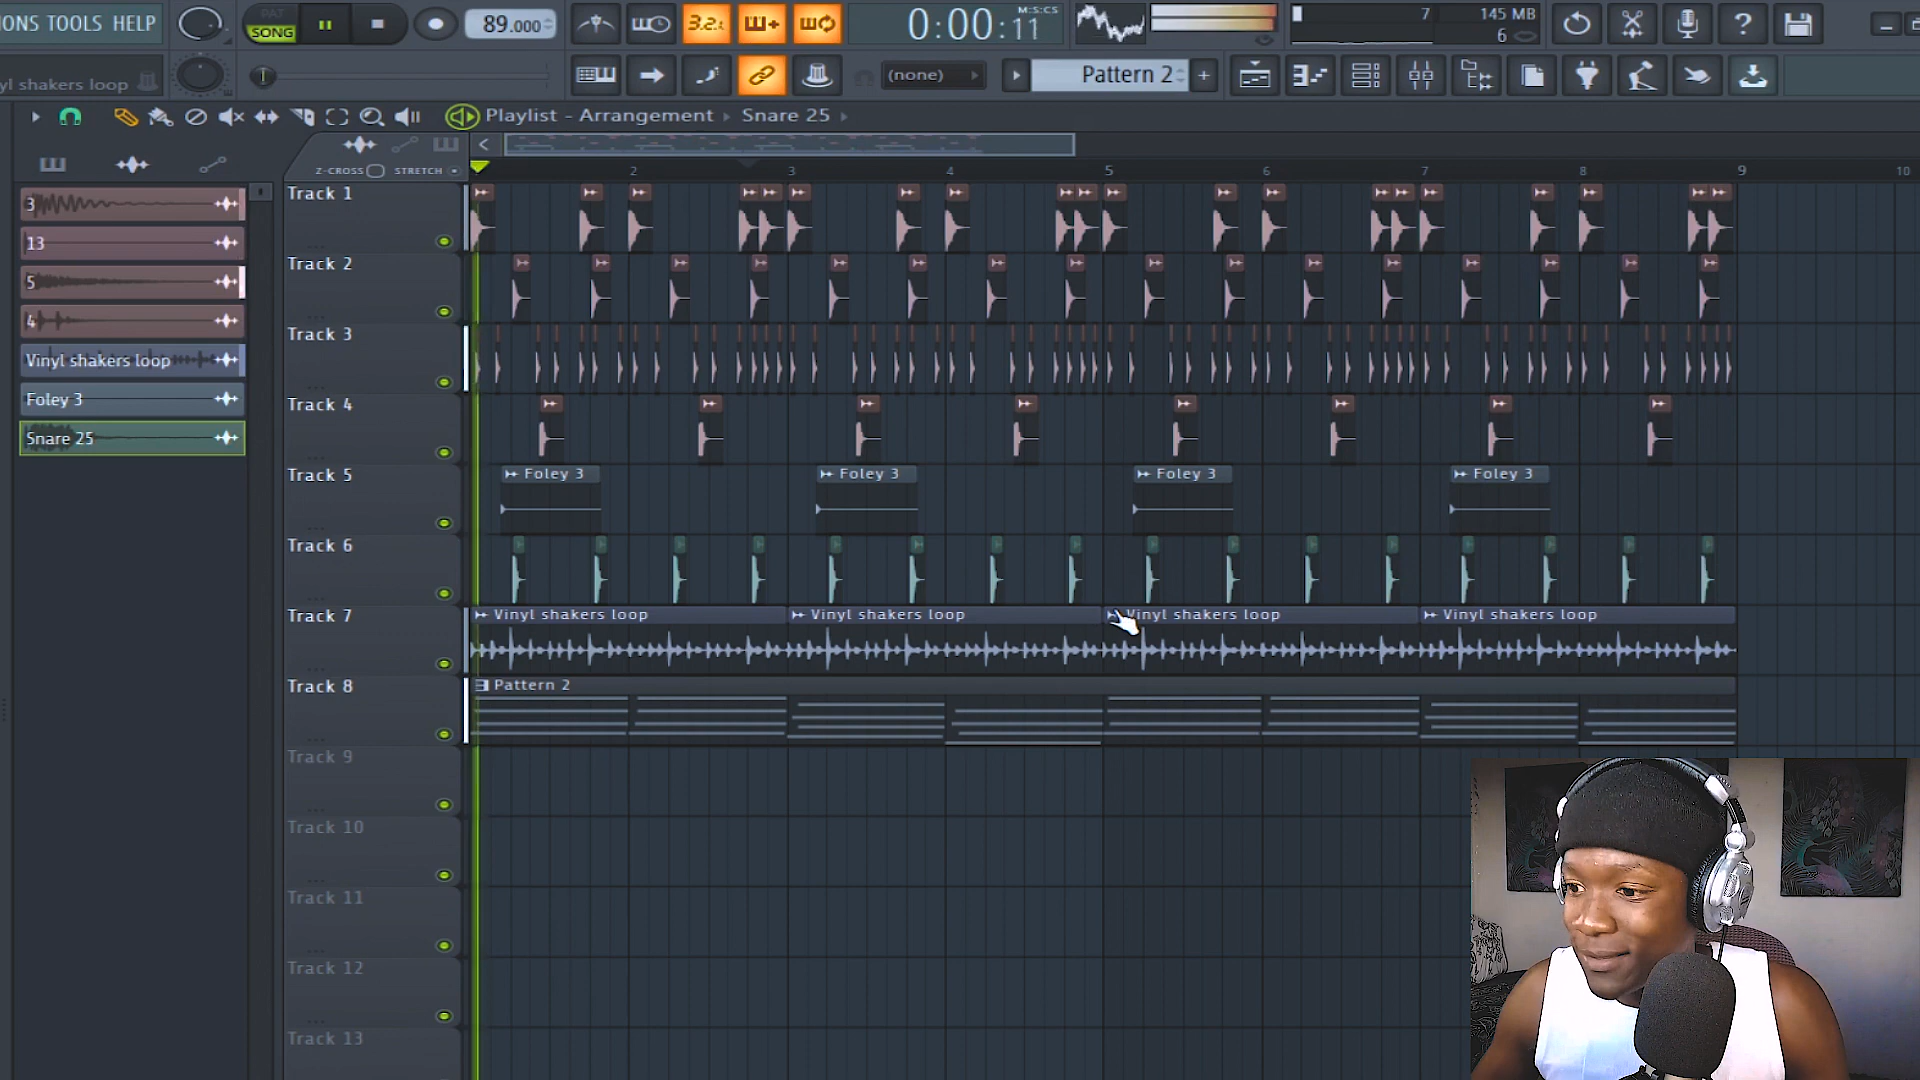 IONS TOOLS HELP
PAT
SONG
89.000
3.2.
0:00:11
M:S:CS
7
145 MB
6
yl shakers loop
(none)
Pattern 2
Playlist - Arrangement
Snare 25
Z-CROSS
STRETCH
2
3
4
5
6
7
8
9
10
3
13
5
4
Vinyl shakers loop
Foley 3
Snare 25
Track 1
Track 2
Track 3
Track 4
Track 5
Foley 3
Foley 3
Foley 3
Foley 3
Track 6
Track 7
Vinyl shakers loop
Vinyl shakers loop
Vinyl shakers loop
Vinyl shakers loop
Track 8
Pattern 2
Track 9
Track 10
Track 11
Track 12
Track 13